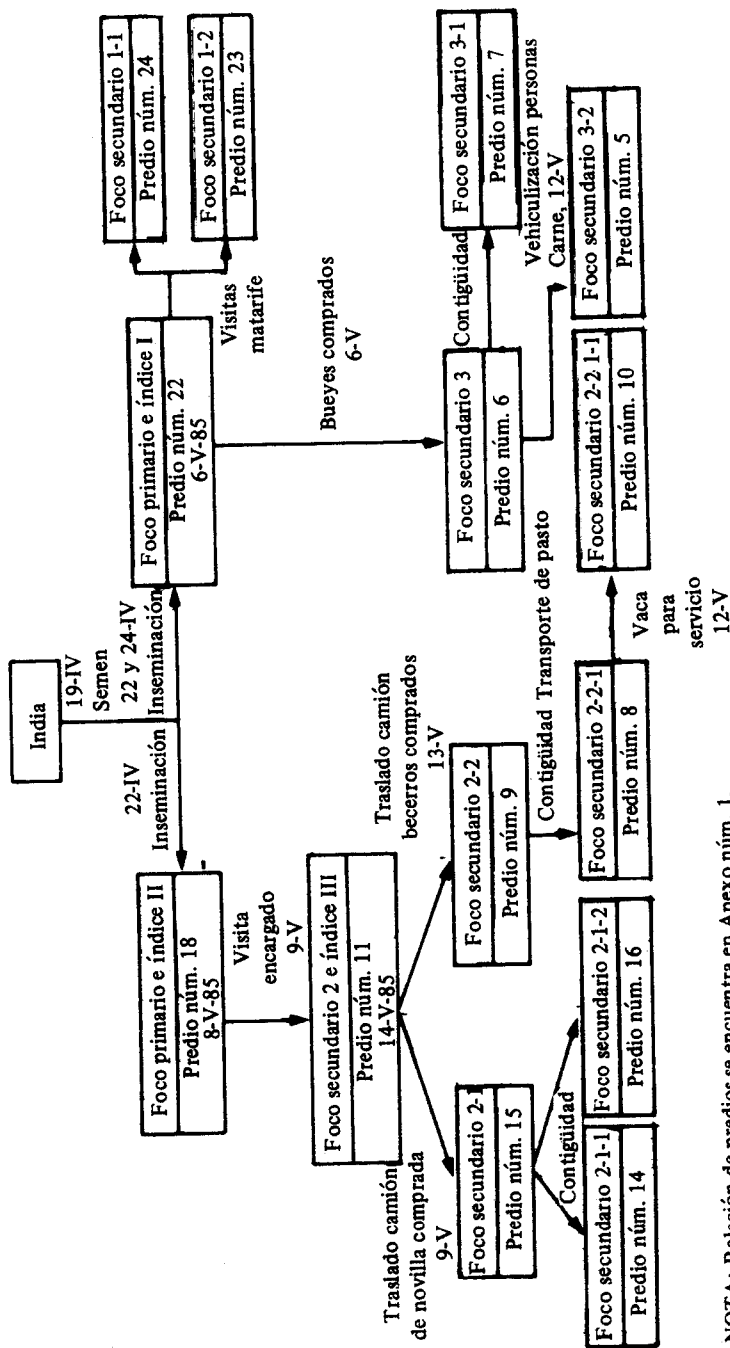 India
19-IV
Semen
22 y 24-IV
Inseminación
22-IV
Inseminación
Foco primario e índice II
Predio núm. 18
8-V-85
Foco primario e índice I
Predio núm. 22
6-V-85
Visitas
matarife
Foco secundario 1-1
Predio núm. 24
Foco secundario 1-2
Predio núm. 23
Visita
encargado
9-V
Bueyes comprados
6-V
Foco secundario 2 e índice III
Predio núm. 11
14-V-85
Traslado camión
de novilla comprada
9-V
Traslado camión
becerros comprados
13-V
Foco secundario 2-1
Predio núm. 15
Foco secundario 2-2
Predio núm. 9
Foco secundario 3
Predio núm. 6
Contigüidad
Foco secundario 3-1
Predio núm. 7
Vehiculización personas
Carne, 12-V
Contigüidad
Contigüidad Transporte de pasto
Foco secundario 2-1-1
Predio núm. 14
Foco secundario 2-1-2
Predio núm. 16
Foco secundario 2-2-1
Predio núm. 8
Vaca
para
servicio
12-V
Foco secundario 2-2 1-1
Predio núm. 10
Foco secundario 3-2
Predio núm. 5
NOTA: Relación de predios se encuentra en Anexo núm. 1.